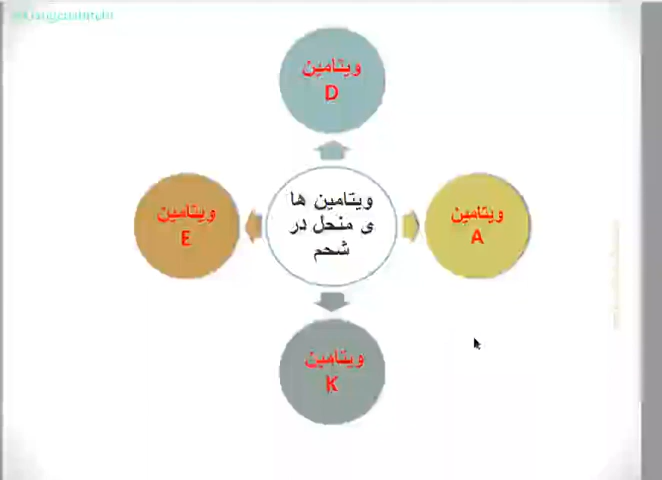 ویتامین
D
ویتامین ها
ی منحل در
شحم
ویتامین
A
ویتامین
E
ویتامین
K